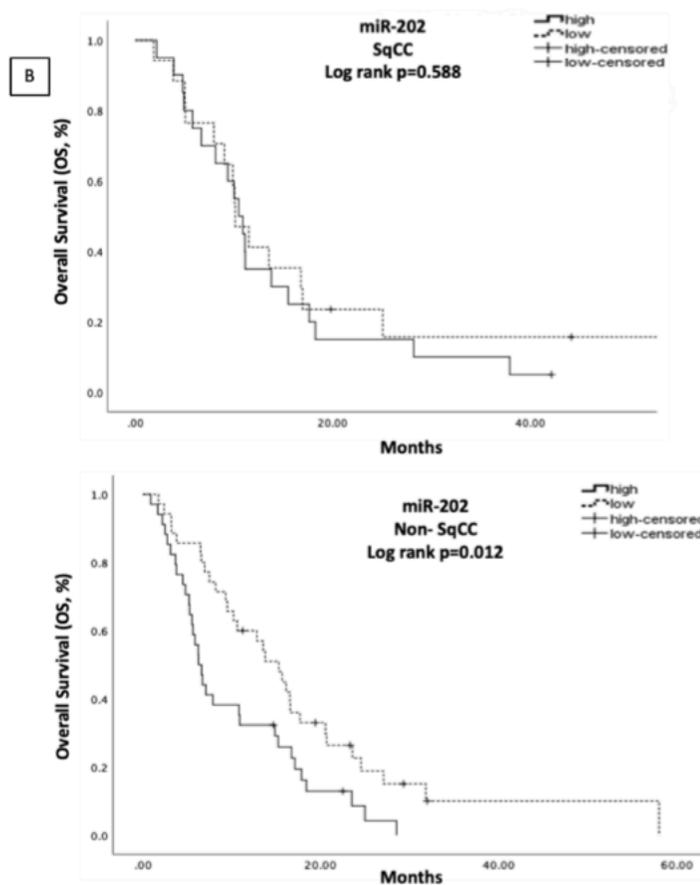 B
miR-202
SqCC
Log rank p=0.588
high
low
high-censored
low-censored
Overall Survival (OS, %)
1.0
0.8
0.6
0.4
0.2
0.0
.00 20.00 40.00
Months
miR-202
Non- SqCC
Log rank p=0.012
high
low
high-censored
low-censored
Overall Survival (OS, %)
1.0
0.8
0.6
0.4
0.2
0.0
.00 20.00 40.00 60.00
Months